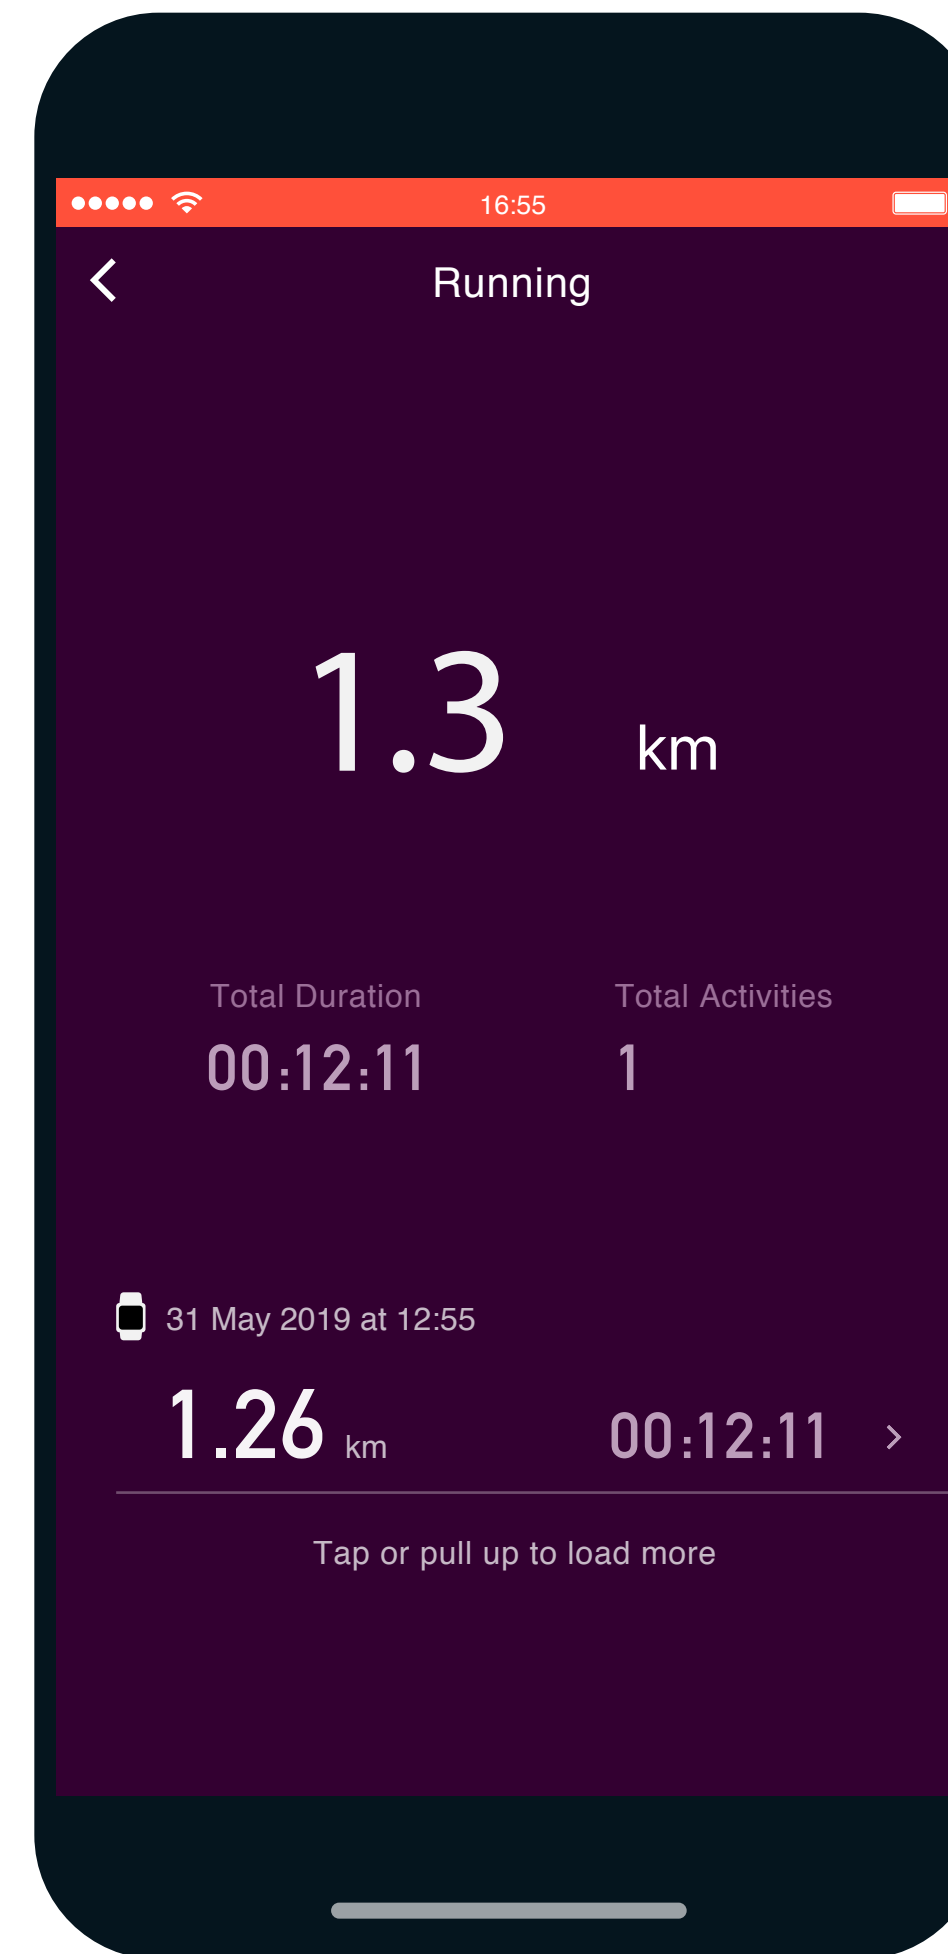 16:55
Running
1.3 km
Total Duration Total Activities
00:12:11 1
31 May 2019 at 12:55
1.26 km 00:12:11
Tap or pull up to load more